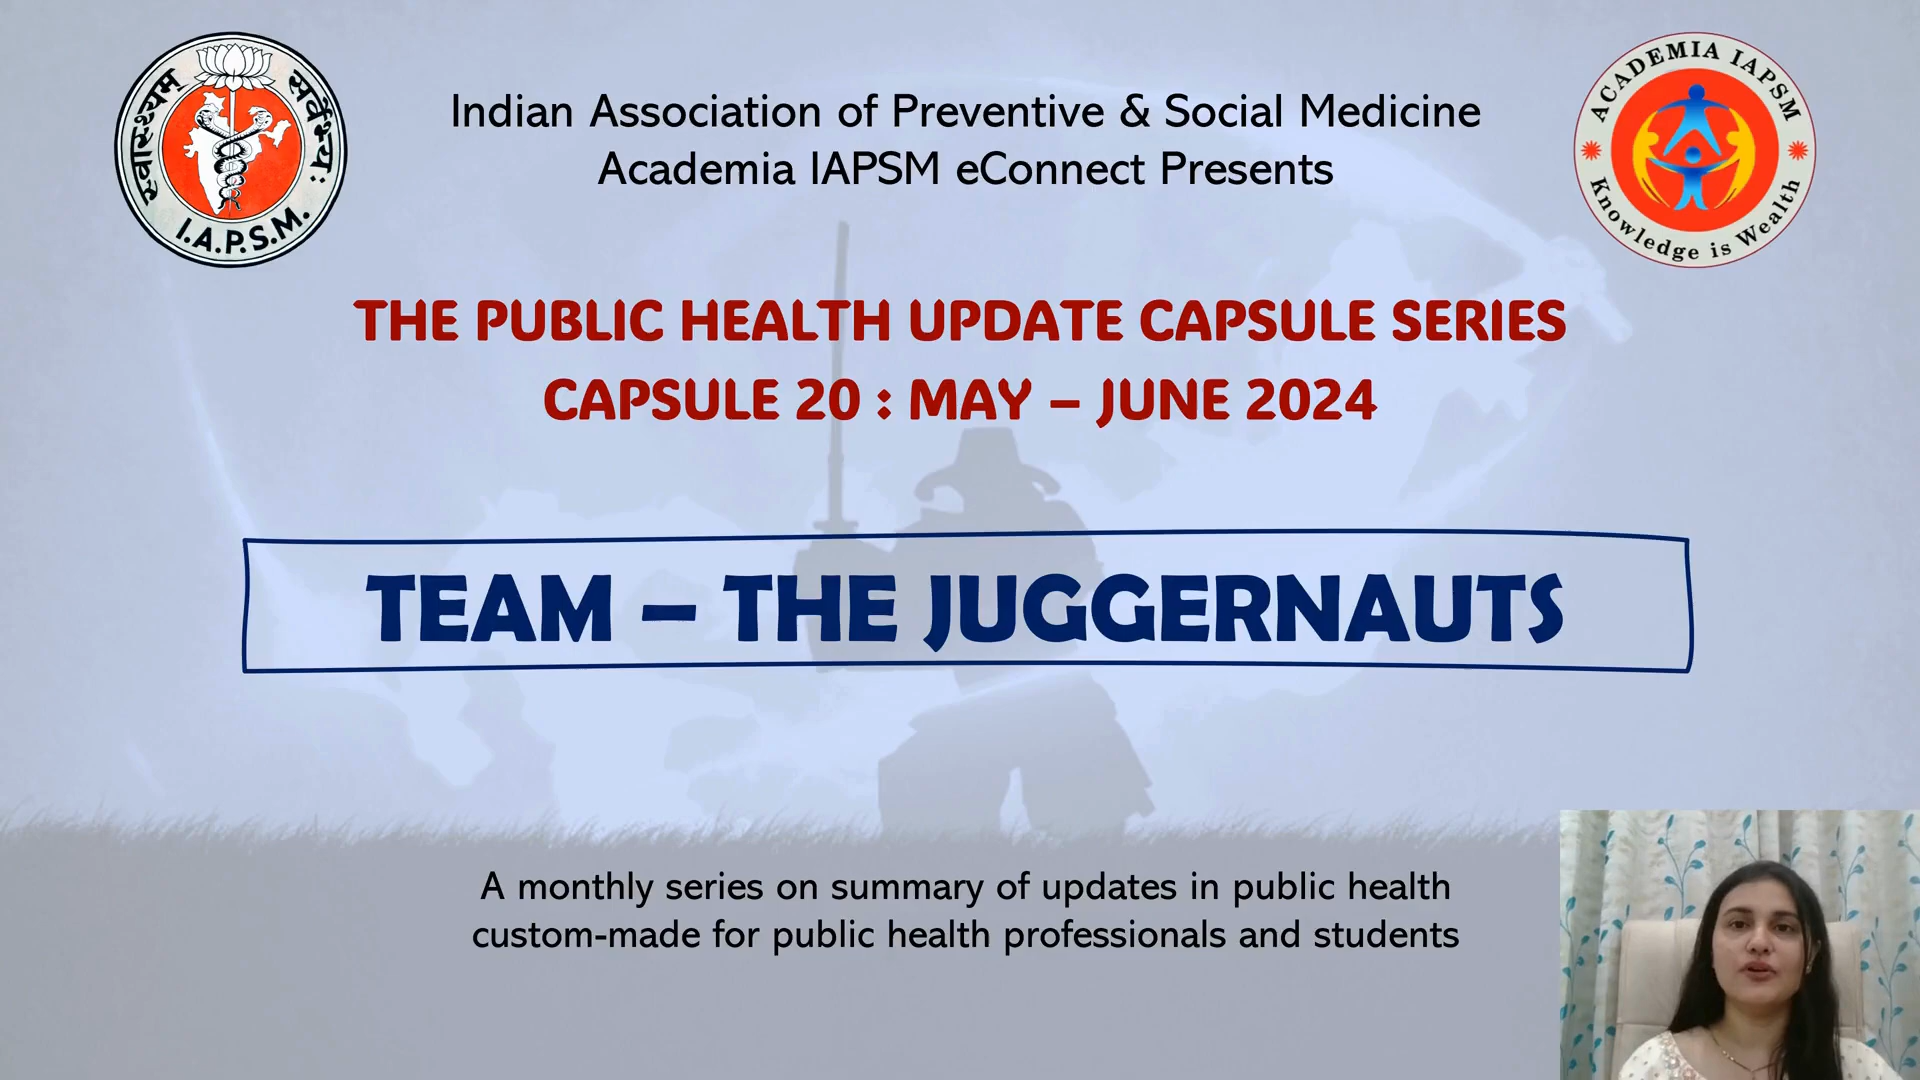 स्वास्थ्यम् सर्वेभ्यः
I.A.P.S.M.
Indian Association of Preventive & Social Medicine
Academia IAPSM eConnect Presents
ACADEMIA IAPSM
Knowledge is Wealth
THE PUBLIC HEALTH UPDATE CAPSULE SERIES
CAPSULE 20 : MAY – JUNE 2024
TEAM – THE JUGGERNAUTS
A monthly series on summary of updates in public health
custom-made for public health professionals and students